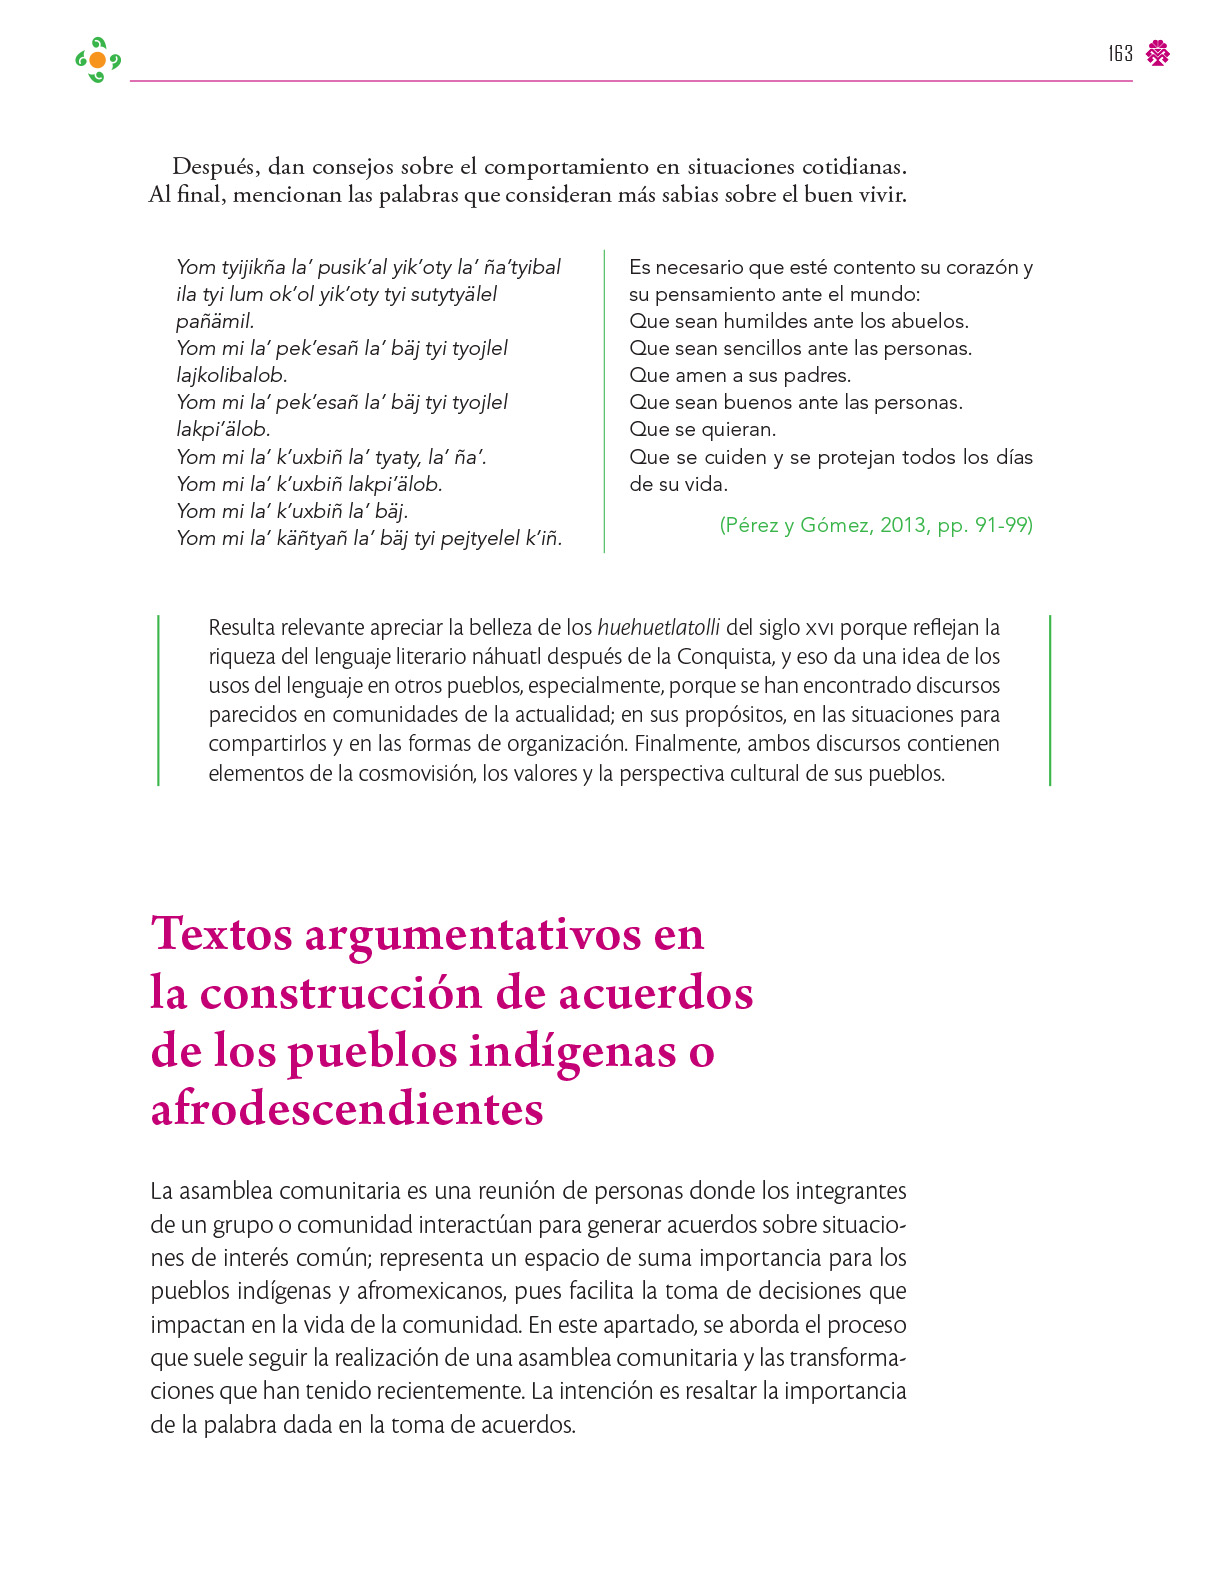 163
Después, dan consejos sobre el comportamiento en situaciones cotidianas.
Al final, mencionan las palabras que consideran más sabias sobre el buen vivir.
Yom tyijikña la’ pusik’al yik’oty la’ ña’tyibal
ila tyi lum ok’ol yik’oty tyi sutytyälel
pañämil.
Yom mi la’ pek’esañ la’ bäj tyi tyojlel
lajkolibalob.
Yom mi la’ pek’esañ la’ bäj tyi tyojlel
lakpi’älob.
Yom mi la’ k’uxbiñ la’ tyaty, la’ ña’.
Yom mi la’ k’uxbiñ lakpi’älob.
Yom mi la’ k’uxbiñ la’ bäj.
Yom mi la’ käñtyañ la’ bäj tyi pejtyelel k’iñ.
Es necesario que esté contento su corazón y
su pensamiento ante el mundo:
Que sean humildes ante los abuelos.
Que sean sencillos ante las personas.
Que amen a sus padres.
Que sean buenos ante las personas.
Que se quieran.
Que se cuiden y se protejan todos los días
de su vida.
(Pérez y Gómez, 2013, pp. 91-99)
Resulta relevante apreciar la belleza de los huehuetlatolli del siglo XVI porque reflejan la
riqueza del lenguaje literario náhuatl después de la Conquista, y eso da una idea de los
usos del lenguaje en otros pueblos, especialmente, porque se han encontrado discursos
parecidos en comunidades de la actualidad; en sus propósitos, en las situaciones para
compartirlos y en las formas de organización. Finalmente, ambos discursos contienen
elementos de la cosmovisión, los valores y la perspectiva cultural de sus pueblos.
Textos argumentativos en
la construcción de acuerdos
de los pueblos indígenas o
afrodescendientes
La asamblea comunitaria es una reunión de personas donde los integrantes
de un grupo o comunidad interactúan para generar acuerdos sobre situacio-
nes de interés común; representa un espacio de suma importancia para los
pueblos indígenas y afromexicanos, pues facilita la toma de decisiones que
impactan en la vida de la comunidad. En este apartado, se aborda el proceso
que suele seguir la realización de una asamblea comunitaria y las transforma-
ciones que han tenido recientemente. La intención es resaltar la importancia
de la palabra dada en la toma de acuerdos.